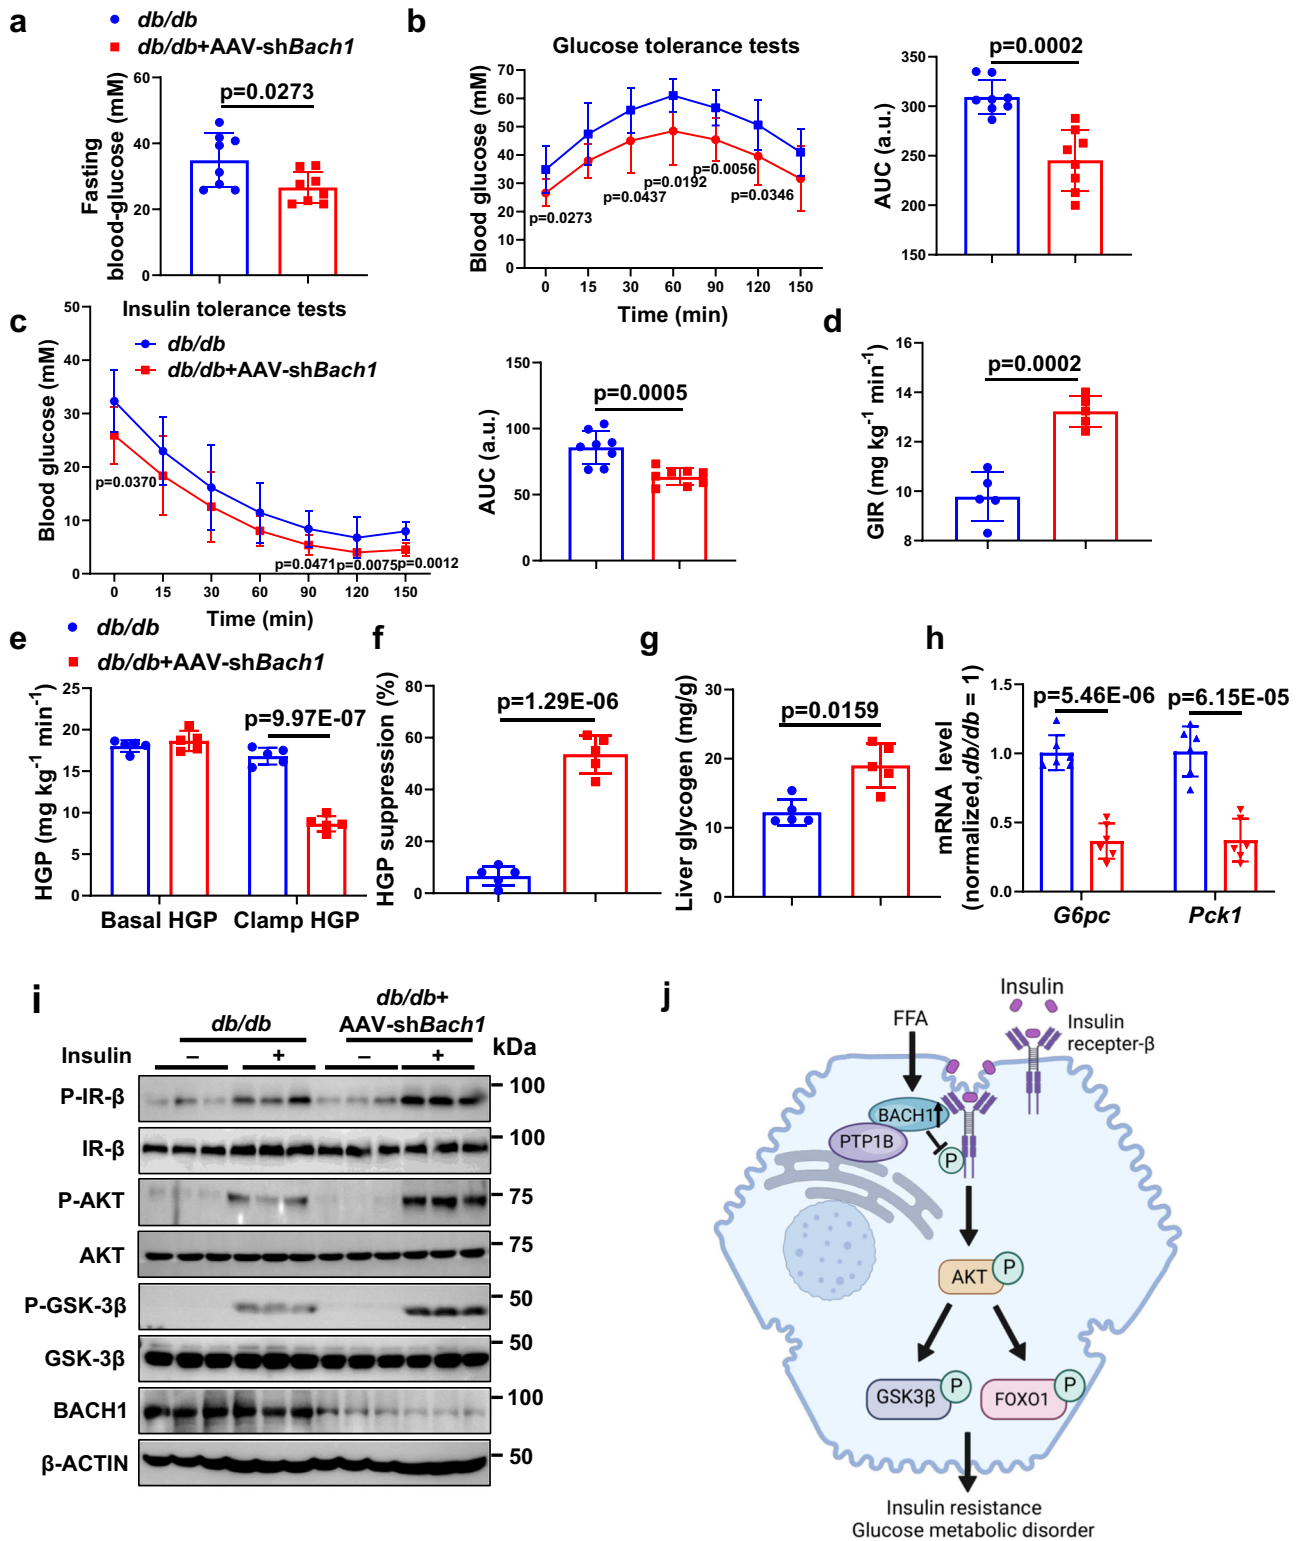 a
db/db
db/db+AAV-shBach1
Fasting
blood-glucose (mM)
60
40
20
0
p=0.0273
b
Glucose tolerance tests
Blood glucose (mM)
70
60
50
40
30
20
10
0
p=0.0273
p=0.0437
p=0.0192
p=0.0056
p=0.0346
0 15 30 60 90 120 150
Time (min)
AUC (a.u.)
350
300
250
200
150
p=0.0002
c
Insulin tolerance tests
db/db
db/db+AAV-shBach1
Blood glucose (mM)
50
40
30
20
10
0
p=0.0370
p=0.0471 p=0.0075 p=0.0012
0 15 30 60 90 120 150
Time (min)
AUC (a.u.)
150
100
50
0
p=0.0005
d
GIR (mg kg-1 min-1)
16
14
12
10
8
p=0.0002
e
db/db
db/db+AAV-shBach1
HGP (mg kg-1 min-1)
25
20
15
10
5
0
p=9.97E-07
Basal HGP Clamp HGP
f
HGP suppression (%)
80
60
40
20
0
p=1.29E-06
g
Liver glycogen (mg/g)
30
20
10
0
p=0.0159
h
mRNA level
(normalized,db/db = 1)
1.5
1.0
0.5
0.0
p=5.46E-06 p=6.15E-05
G6pc Pck1
i
db/db
db/db+
AAV-shBach1
Insulin – + – + kDa
P-IR-β 100
IR-β 100
P-AKT 75
AKT 75
P-GSK-3β 50
GSK-3β 50
BACH1 100
β-ACTIN 50
j
Insulin
FFA
Insulin
recepter-β
BACH1
PTP1B
P
AKT P
GSK3β P
FOXO1 P
Insulin resistance
Glucose metabolic disorder